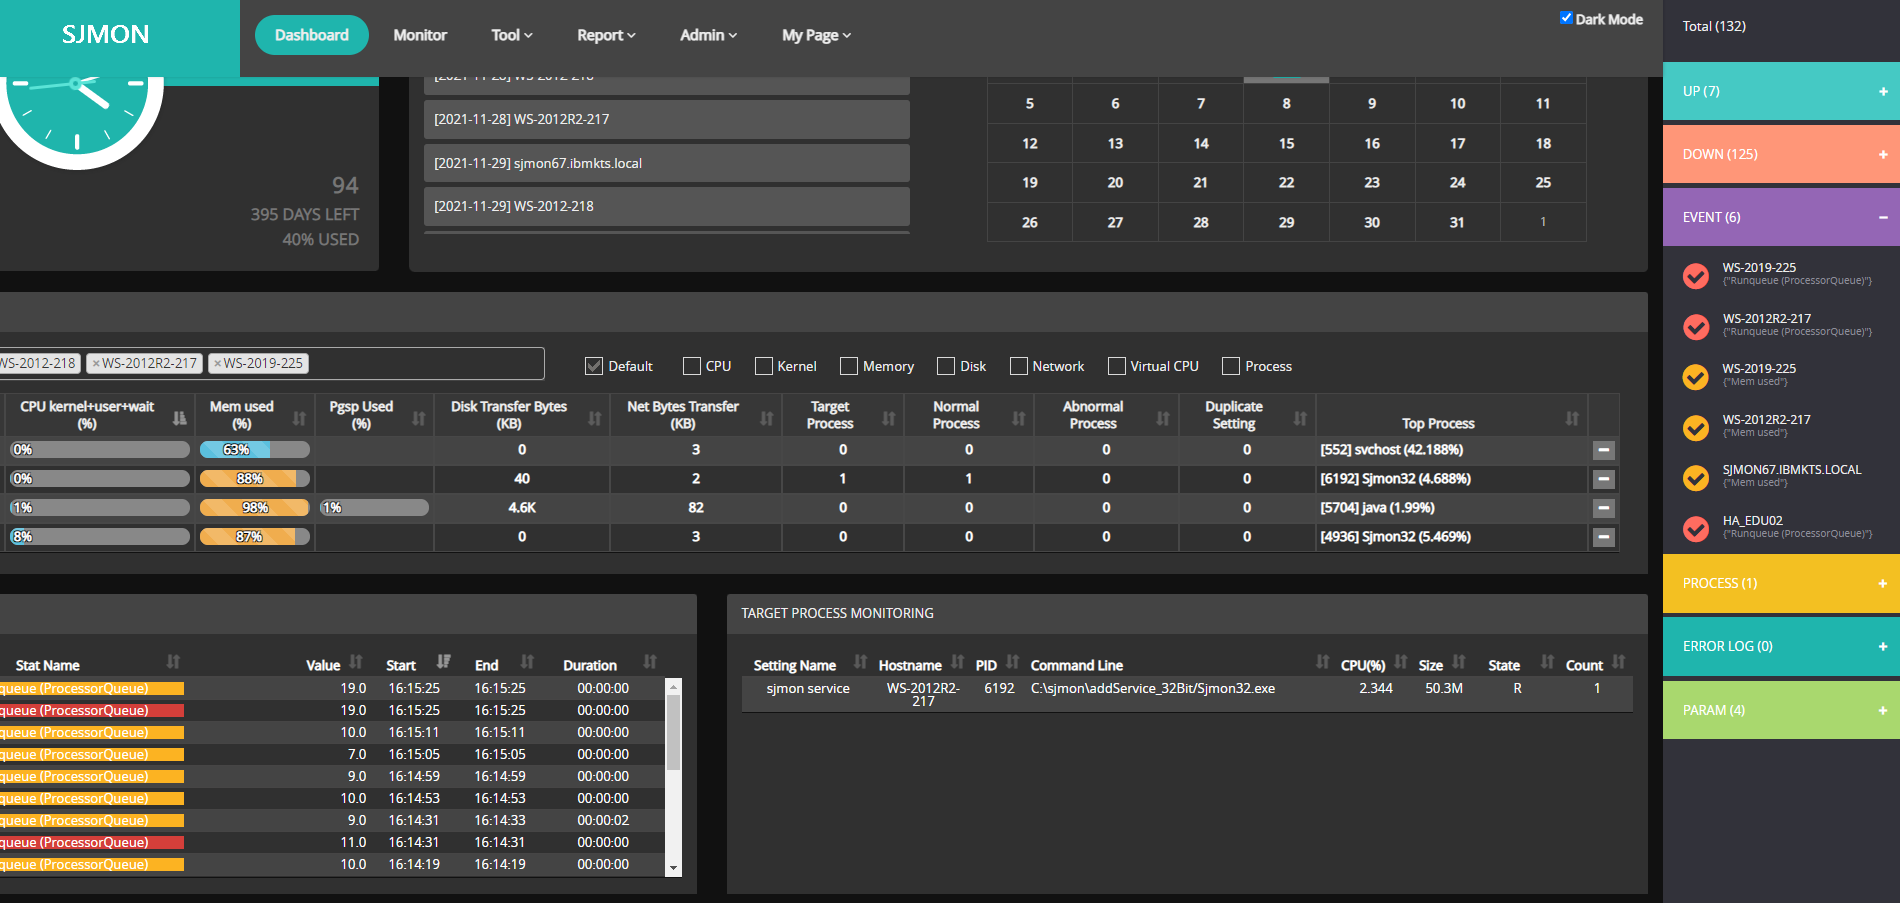 SJMON
Dashboard
Monitor
Tool
Report
Admin
My Page
Dark Mode
94
395 DAYS LEFT
40% USED
[2021-11-28] WS-2012-218
[2021-11-28] WS-2012R2-217
[2021-11-29] sjmon67.ibmkts.local
[2021-11-29] WS-2012-218
5 6 7 8 9 10 11
12 13 14 15 16 17 18
19 20 21 22 23 24 25
26 27 28 29 30 31 1
WS-2012-218 ×WS-2012R2-217 ×WS-2019-225
Default CPU Kernel Memory Disk Network Virtual CPU Process
CPU kernel+user+wait (%) Mem used (%) Pgsp Used (%) Disk Transfer Bytes (KB) Net Bytes Transfer (KB) Target Process Normal Process Abnormal Process Duplicate Setting Top Process
0% 63% 0 3 0 0 0 0 [552] svchost (42.188%)
0% 88% 40 2 1 1 0 0 [6192] Sjmon32 (4.688%)
1% 98% 1% 4.6K 82 0 0 0 0 [5704] java (1.99%)
8% 87% 0 3 0 0 0 0 [4936] Sjmon32 (5.469%)
Stat Name Value Start End Duration
queue (ProcessorQueue) 19.0 16:15:25 16:15:25 00:00:00
queue (ProcessorQueue) 19.0 16:15:25 16:15:25 00:00:00
queue (ProcessorQueue) 10.0 16:15:11 16:15:11 00:00:00
queue (ProcessorQueue) 7.0 16:15:05 16:15:05 00:00:00
queue (ProcessorQueue) 9.0 16:14:59 16:14:59 00:00:00
queue (ProcessorQueue) 10.0 16:14:53 16:14:53 00:00:00
queue (ProcessorQueue) 9.0 16:14:31 16:14:33 00:00:02
queue (ProcessorQueue) 11.0 16:14:31 16:14:31 00:00:00
queue (ProcessorQueue) 10.0 16:14:19 16:14:19 00:00:00
TARGET PROCESS MONITORING
Setting Name Hostname PID Command Line CPU(%) Size State Count
sjmon service WS-2012R2-217 6192 C:\sjmon\addService_32Bit/Sjmon32.exe 2.344 50.3M R 1
Total (132)
UP (7)
DOWN (125)
EVENT (6)
WS-2019-225
{"Runqueue (ProcessorQueue)"}
WS-2012R2-217
{"Runqueue (ProcessorQueue)"}
WS-2019-225
{"Mem used"}
WS-2012R2-217
{"Mem used"}
SJMON67.IBMKTS.LOCAL
{"Mem used"}
HA_EDU02
{"Runqueue (ProcessorQueue)"}
PROCESS (1)
ERROR LOG (0)
PARAM (4)